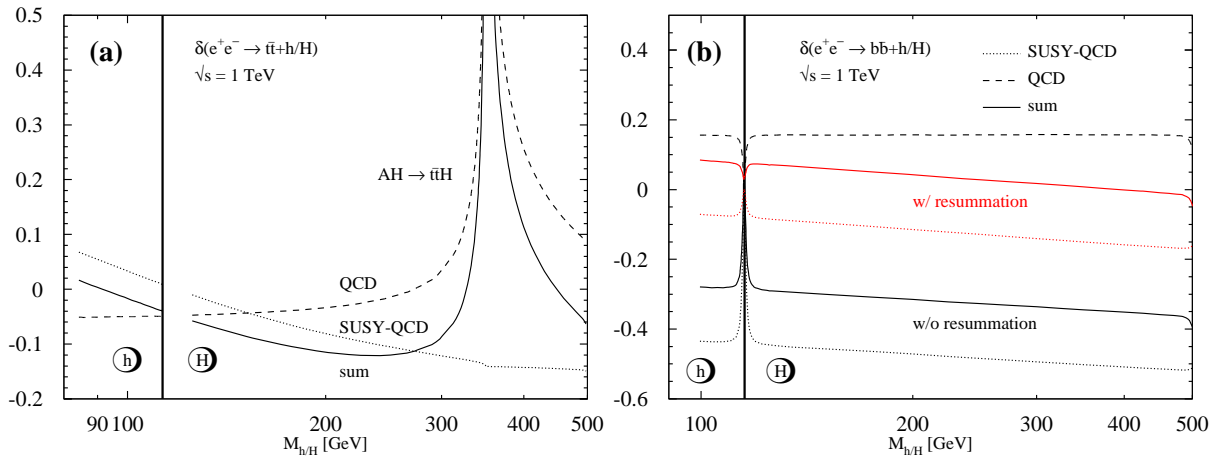 0.5
0.4
0.3
0.2
0.1
0
-0.1
-0.2
(a)
δ(e⁺e⁻ → tt̄+h/H)
√s = 1 TeV
AH → tt̄H
QCD
SUSY-QCD
sum
h
H
90 100 200 300 400 500
M_h/H [GeV]
0.4
0.2
0
-0.2
-0.4
-0.6
(b)
δ(e⁺e⁻ → bb̄+h/H)
√s = 1 TeV
SUSY-QCD
QCD
sum
w/ resummation
w/o resummation
h
H
100 200 300 400 500
M_h/H [GeV]